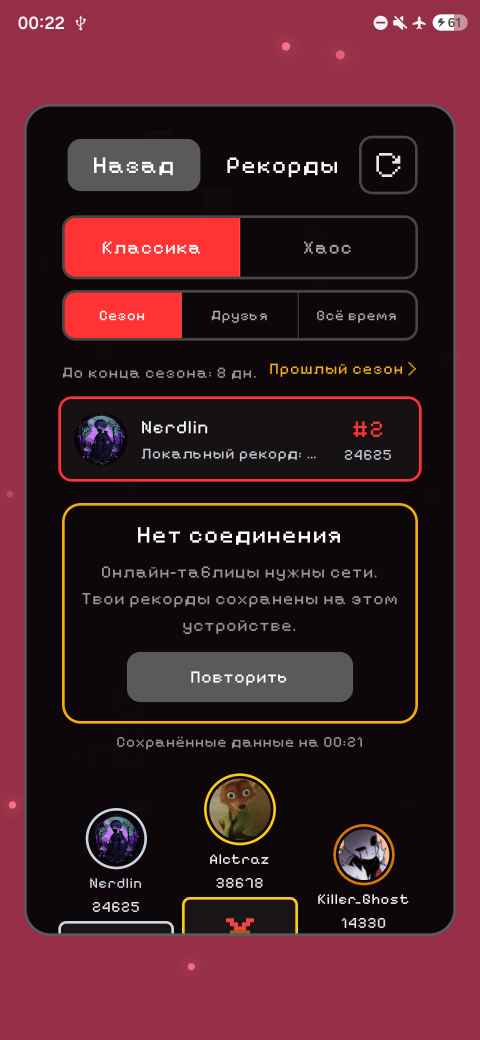 00:22
61
Назад
Рекорды
Классика
Хаос
Сезон
Друзья
Всё время
До конца сезона: 8 дн.
Прошлый сезон
Nerdlin
#2
Локальный рекорд: ...
24625
Нет соединения
Онлайн-таблицы нужны сети.
Твои рекорды сохранены на этом
устройстве.
Повторить
Сохранённые данные на 00:21
Alctraz
38678
Nerdlin
24625
Killer_Ghost
14330